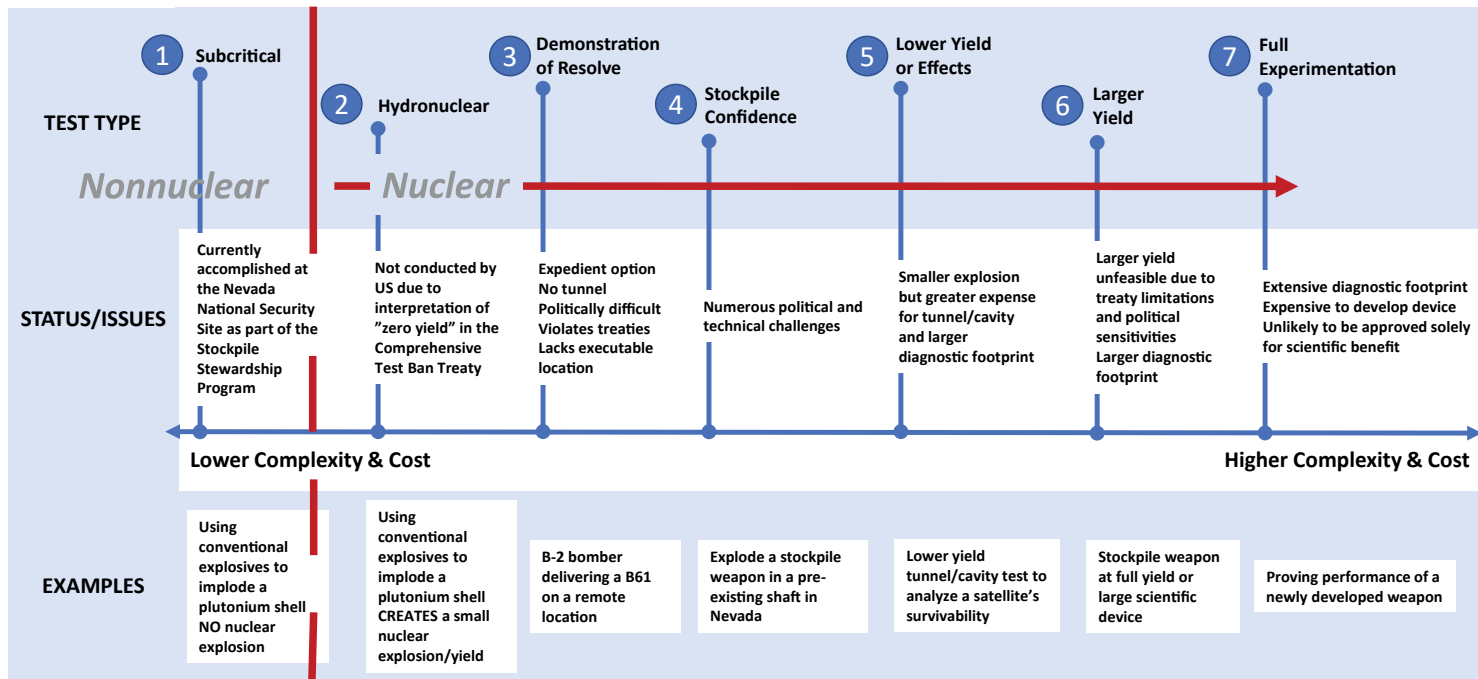 TEST TYPE
1
Subcritical
2
Hydronuclear
3
Demonstration
of Resolve
4
Stockpile
Confidence
5
Lower Yield
or Effects
6
Larger
Yield
7
Full
Experimentation
Nonnuclear
Nuclear
STATUS/ISSUES
Currently
accomplished at
the Nevada
National Security
Site as part of the
Stockpile
Stewardship
Program
Not conducted by
US due to
interpretation of
”zero yield” in the
Comprehensive
Test Ban Treaty
Expedient option
No tunnel
Politically difficult
Violates treaties
Lacks executable
location
Numerous political and
technical challenges
Smaller explosion
but greater expense
for tunnel/cavity
and larger
diagnostic footprint
Larger yield
unfeasible due to
treaty limitations
and political
sensitivities
Larger diagnostic
footprint
Extensive diagnostic footprint
Expensive to develop device
Unlikely to be approved solely
for scientific benefit
Lower Complexity & Cost
Higher Complexity & Cost
EXAMPLES
Using
conventional
explosives to
implode a
plutonium shell
NO nuclear
explosion
Using
conventional
explosives to
implode a
plutonium shell
CREATES a small
nuclear
explosion/yield
B-2 bomber
delivering a B61
on a remote
location
Explode a stockpile
weapon in a pre-
existing shaft in
Nevada
Lower yield
tunnel/cavity test to
analyze a satellite’s
survivability
Stockpile weapon
at full yield or
large scientific
device
Proving performance of a
newly developed weapon